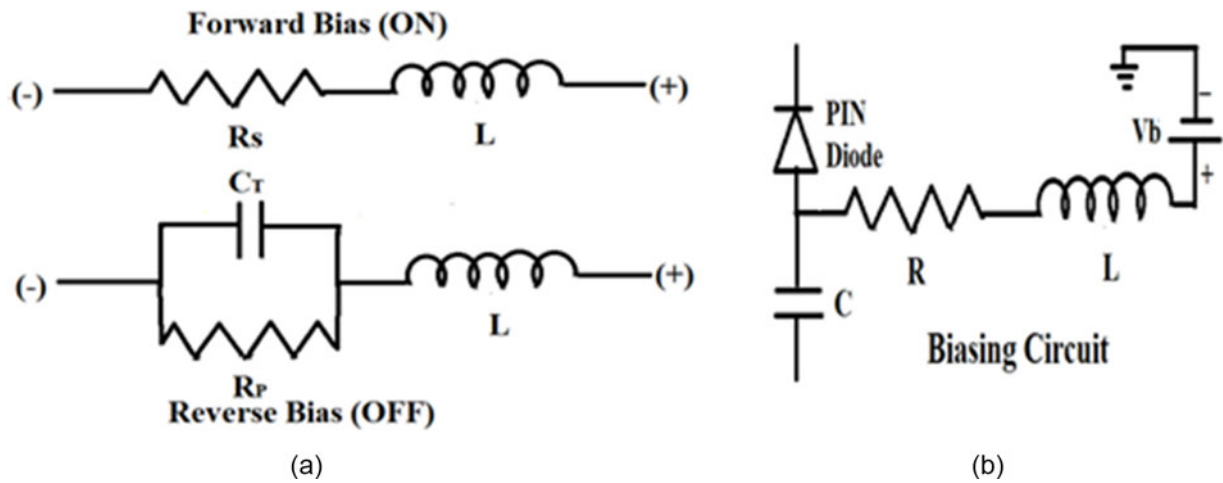 Forward Bias (ON)
(-)
(+)
Rs
L
CT
(-)
(+)
L
RP
Reverse Bias (OFF)
(a)
PIN
Diode
Vb
-
+
R
L
C
Biasing Circuit
(b)